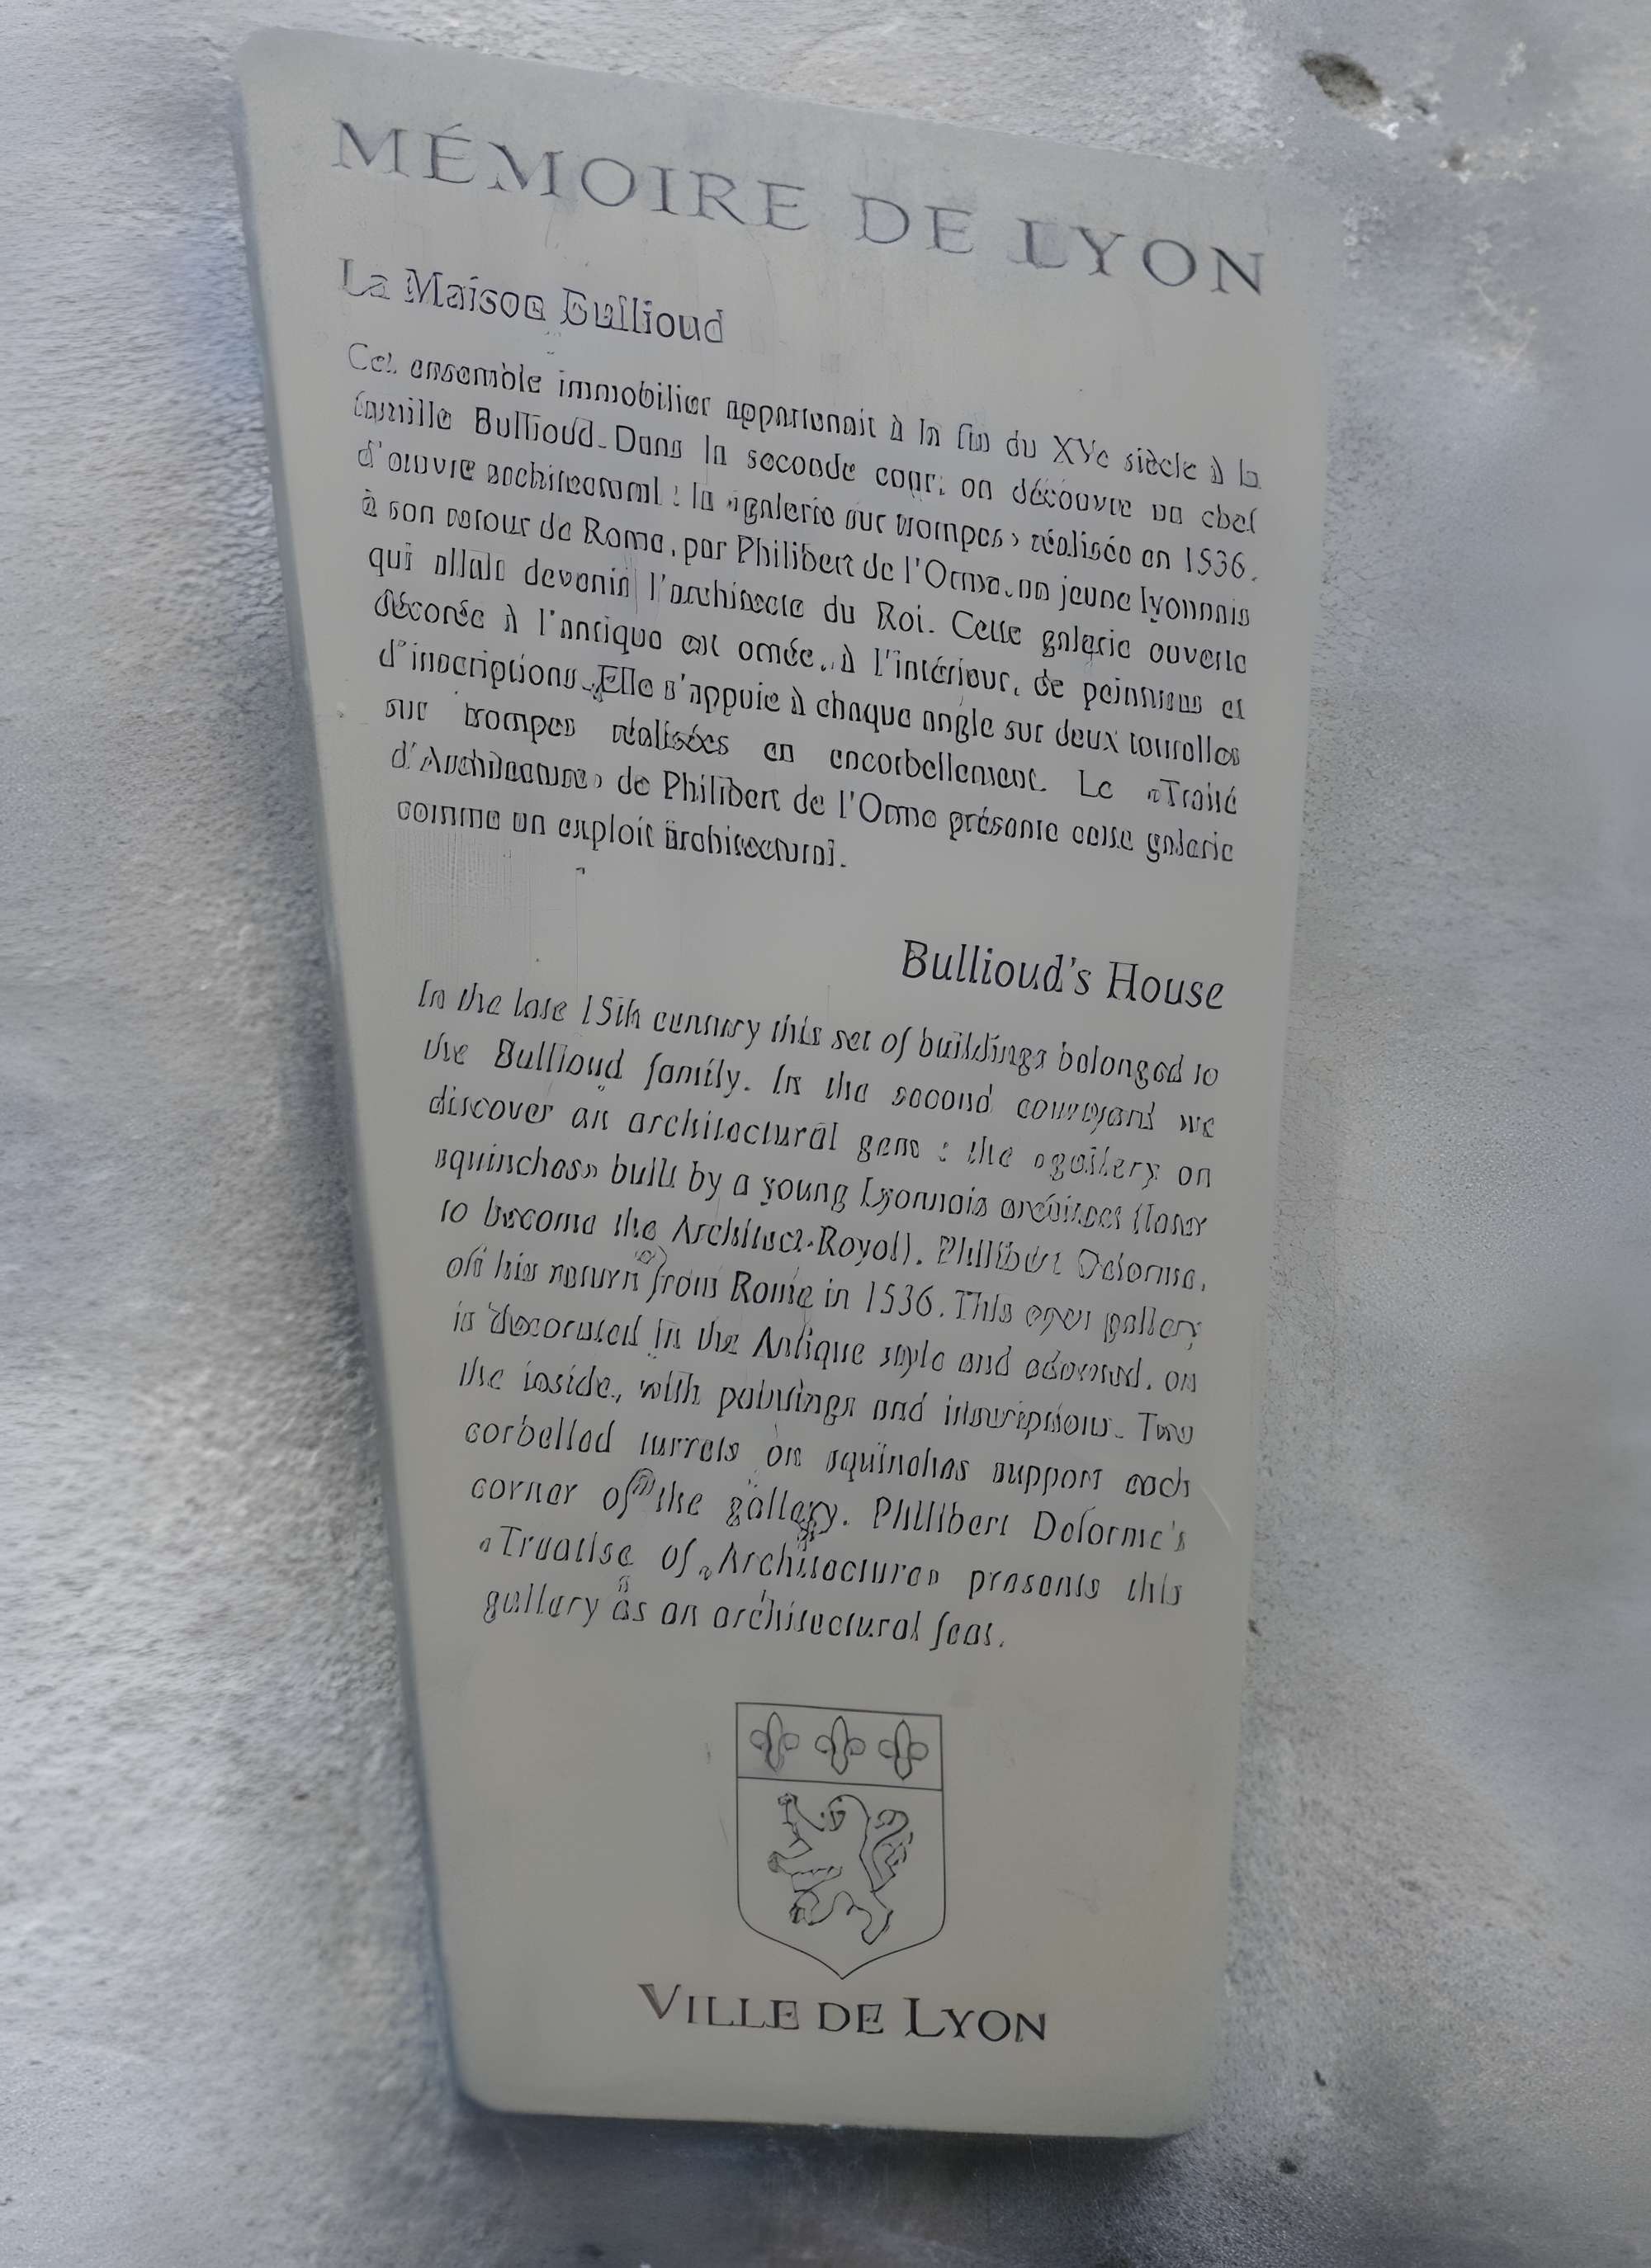 MÉMOIRE DE LYON
La Maison Bullioud
Cet ensemble immobilier appartenait à la fin du XVe siècle à la
famille Bullioud. Dans la seconde cour, on découvre un chef
d'œuvre architectural : la «galerie sur trompes» réalisée en 1536,
à son retour de Rome, par Philibert de l'Orme, un jeune lyonnais
qui allait devenir l'architecte du Roi. Cette galerie ouverte
décorée à l'antique est ornée, à l'intérieur, de peintures et
d'inscriptions. Elle s'appuie à chaque angle sur deux tourelles
sur trompes réalisées en encorbellement. Le «Traité
d'Architecture» de Philibert de l'Orme présente cette galerie
comme un exploit architectural.
Bullioud's House
In the late 15th century this set of buildings belonged to
the Bullioud family. In the second courtyard we
discover an architectural gem : the «gallery on
squinches» built by a young Lyonnais architect (later
to become the Architect-Royal), Philibert Delorme,
on his return from Rome in 1536. This open gallery
is decorated in the Antique style and adorned, on
the inside, with paintings and inscriptions. Two
corbelled turrets on squinches support each
corner of the gallery. Philibert Delorme's
«Treatise of Architecture» presents this
gallery as an architectural feat.
VILLE DE LYON